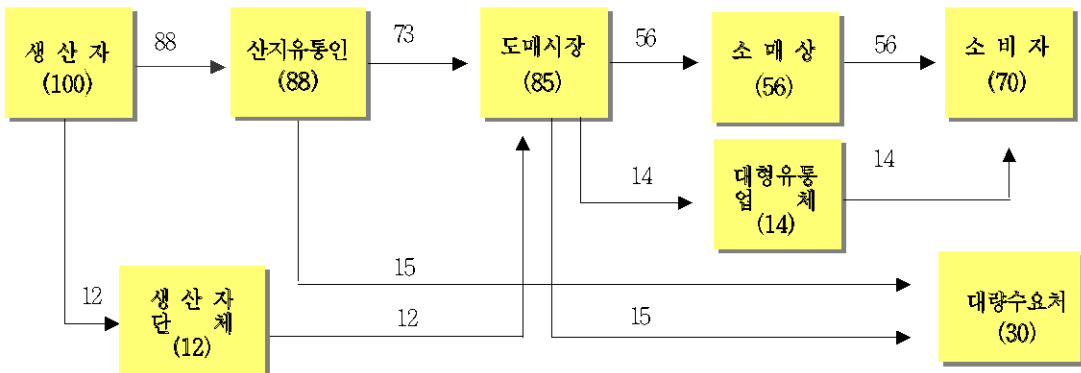 생 산 자
(100)
88
산지유통인
(88)
73
도매시장
(85)
56
소 매 상
(56)
56
소 비 자
(70)
14
대형유통
업 체
(14)
14
12
생 산 자
단 체
(12)
15
12
15
대량수요처
(30)